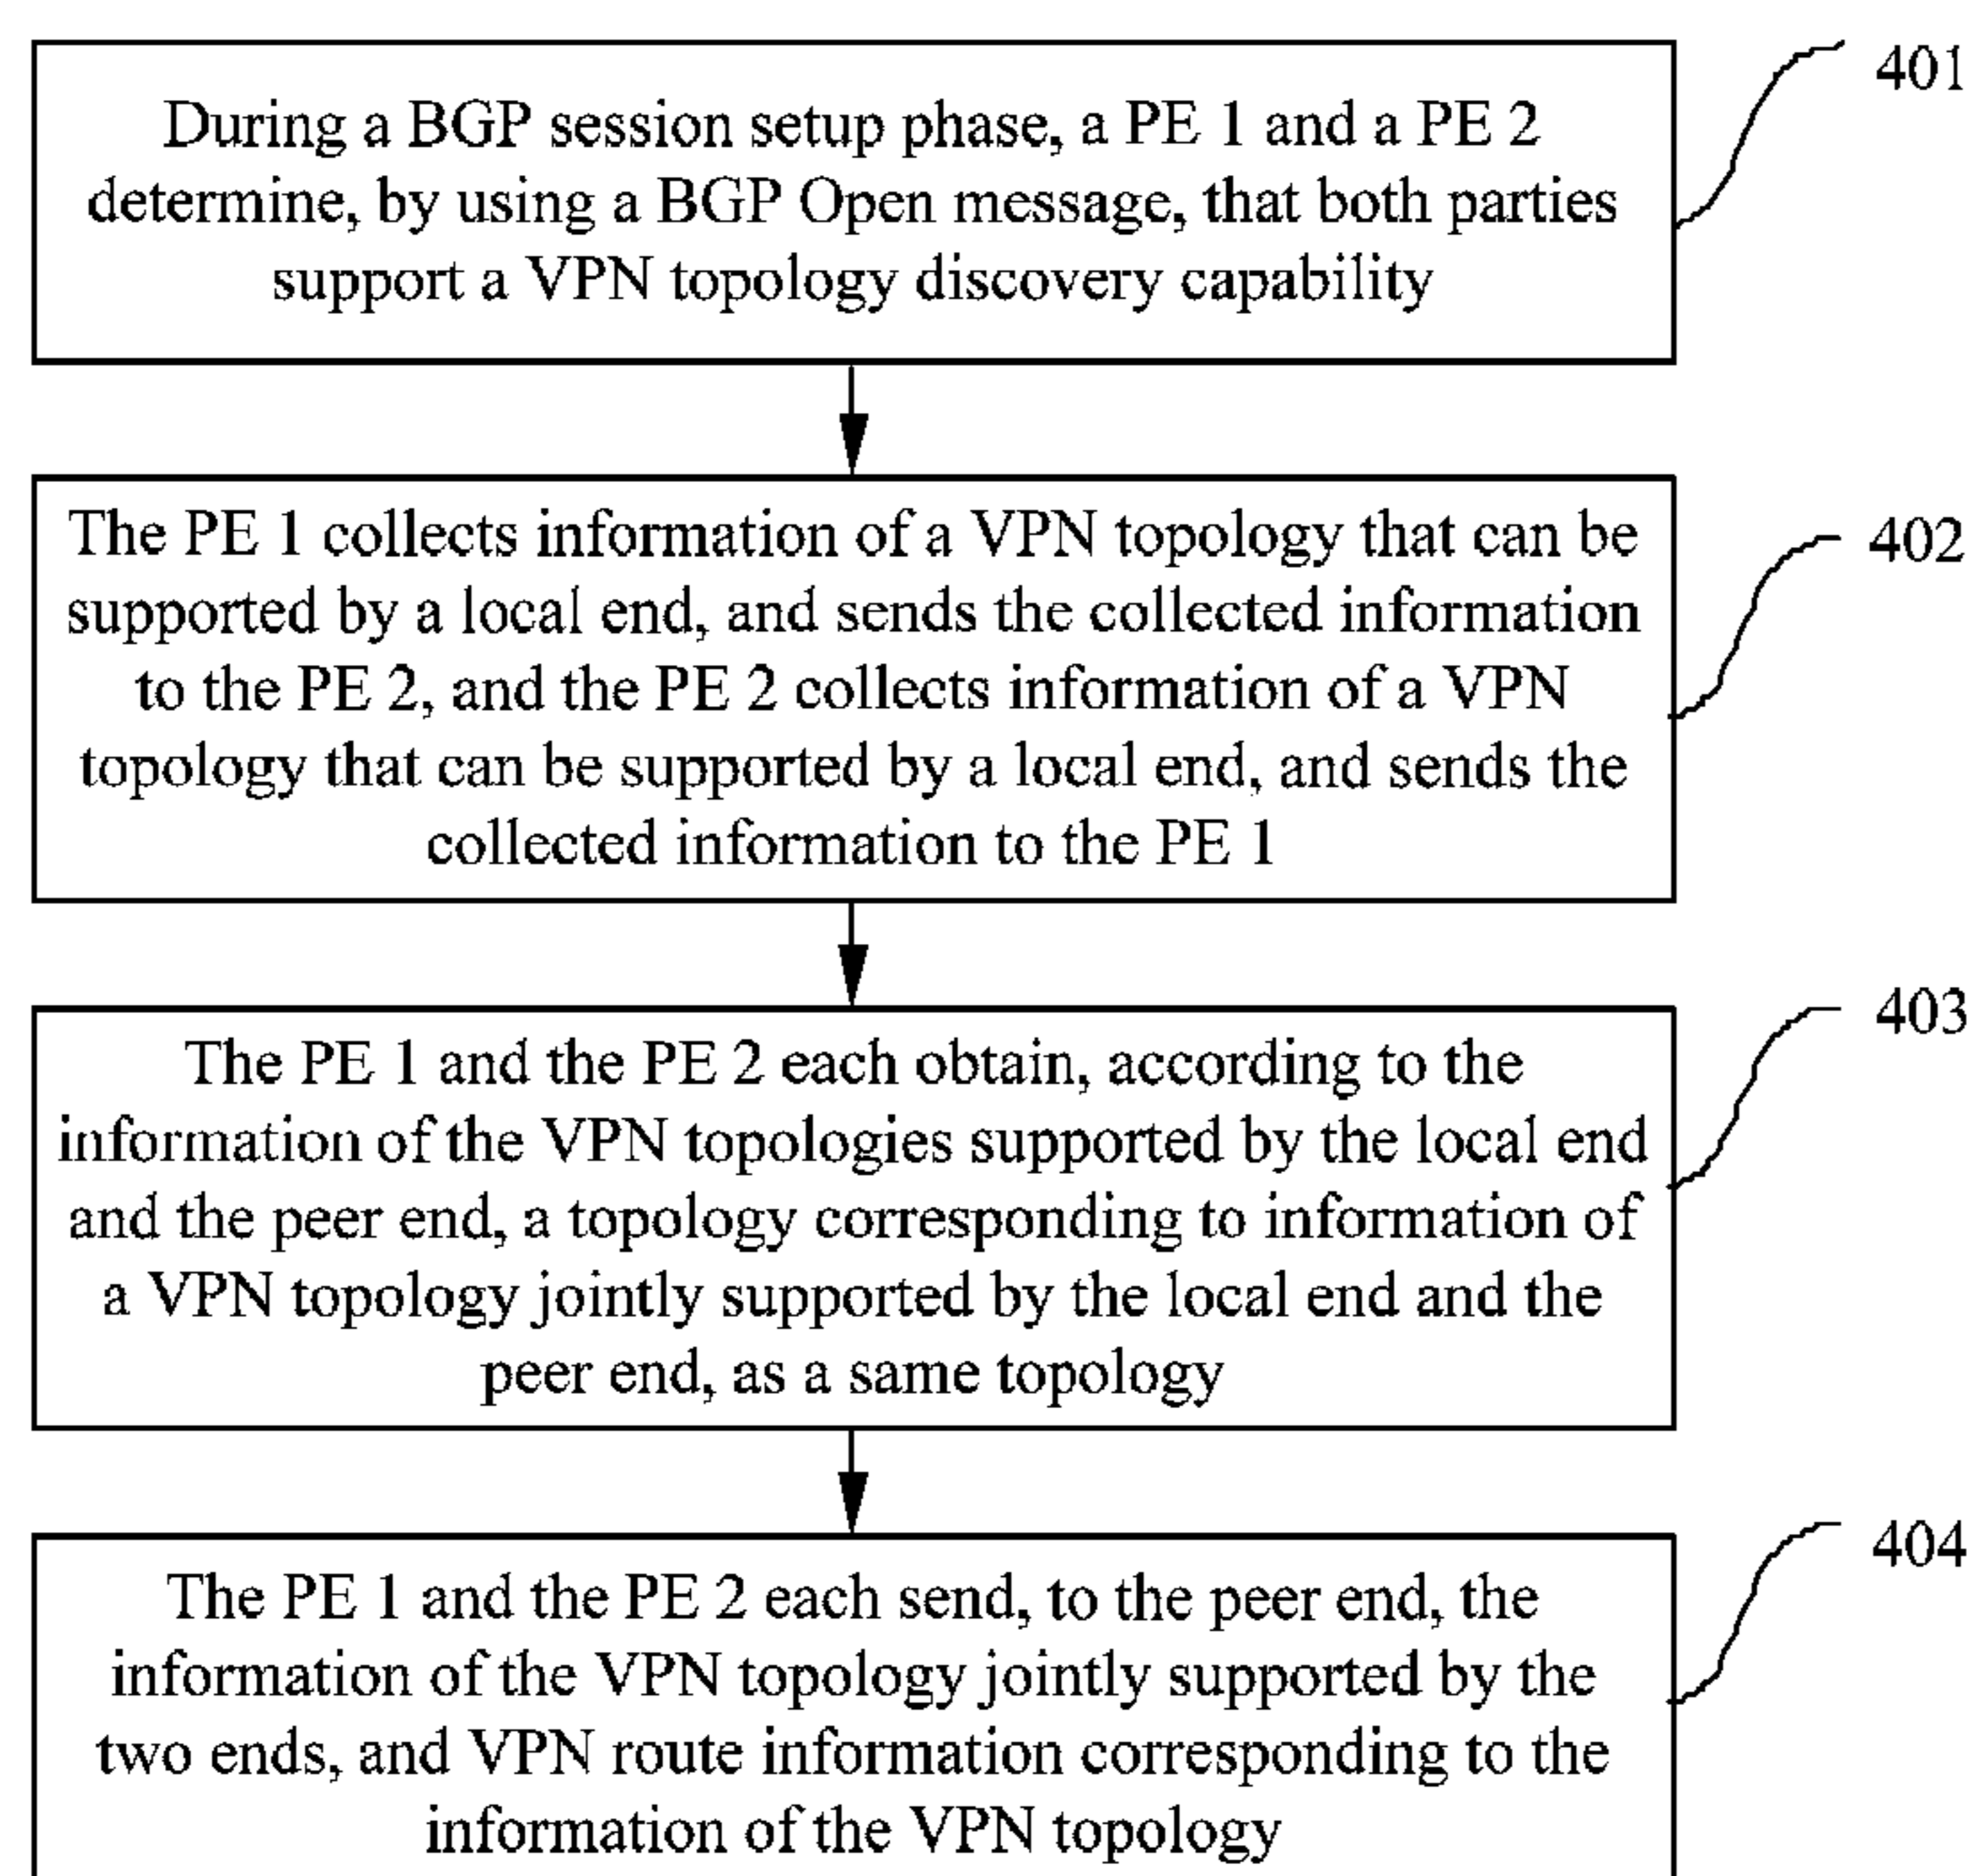 During a BGP session setup phase, a PE 1 and a PE 2
determine, by using a BGP Open message, that both parties
support a VPN topology discovery capability
401
The PE 1 collects information of a VPN topology that can be
supported by a local end, and sends the collected information
to the PE 2, and the PE 2 collects information of a VPN
topology that can be supported by a local end, and sends the
collected information to the PE 1
402
The PE 1 and the PE 2 each obtain, according to the
information of the VPN topologies supported by the local end
and the peer end, a topology corresponding to information of
a VPN topology jointly supported by the local end and the
peer end, as a same topology
403
The PE 1 and the PE 2 each send, to the peer end, the
information of the VPN topology jointly supported by the
two ends, and VPN route information corresponding to the
information of the VPN topology
404